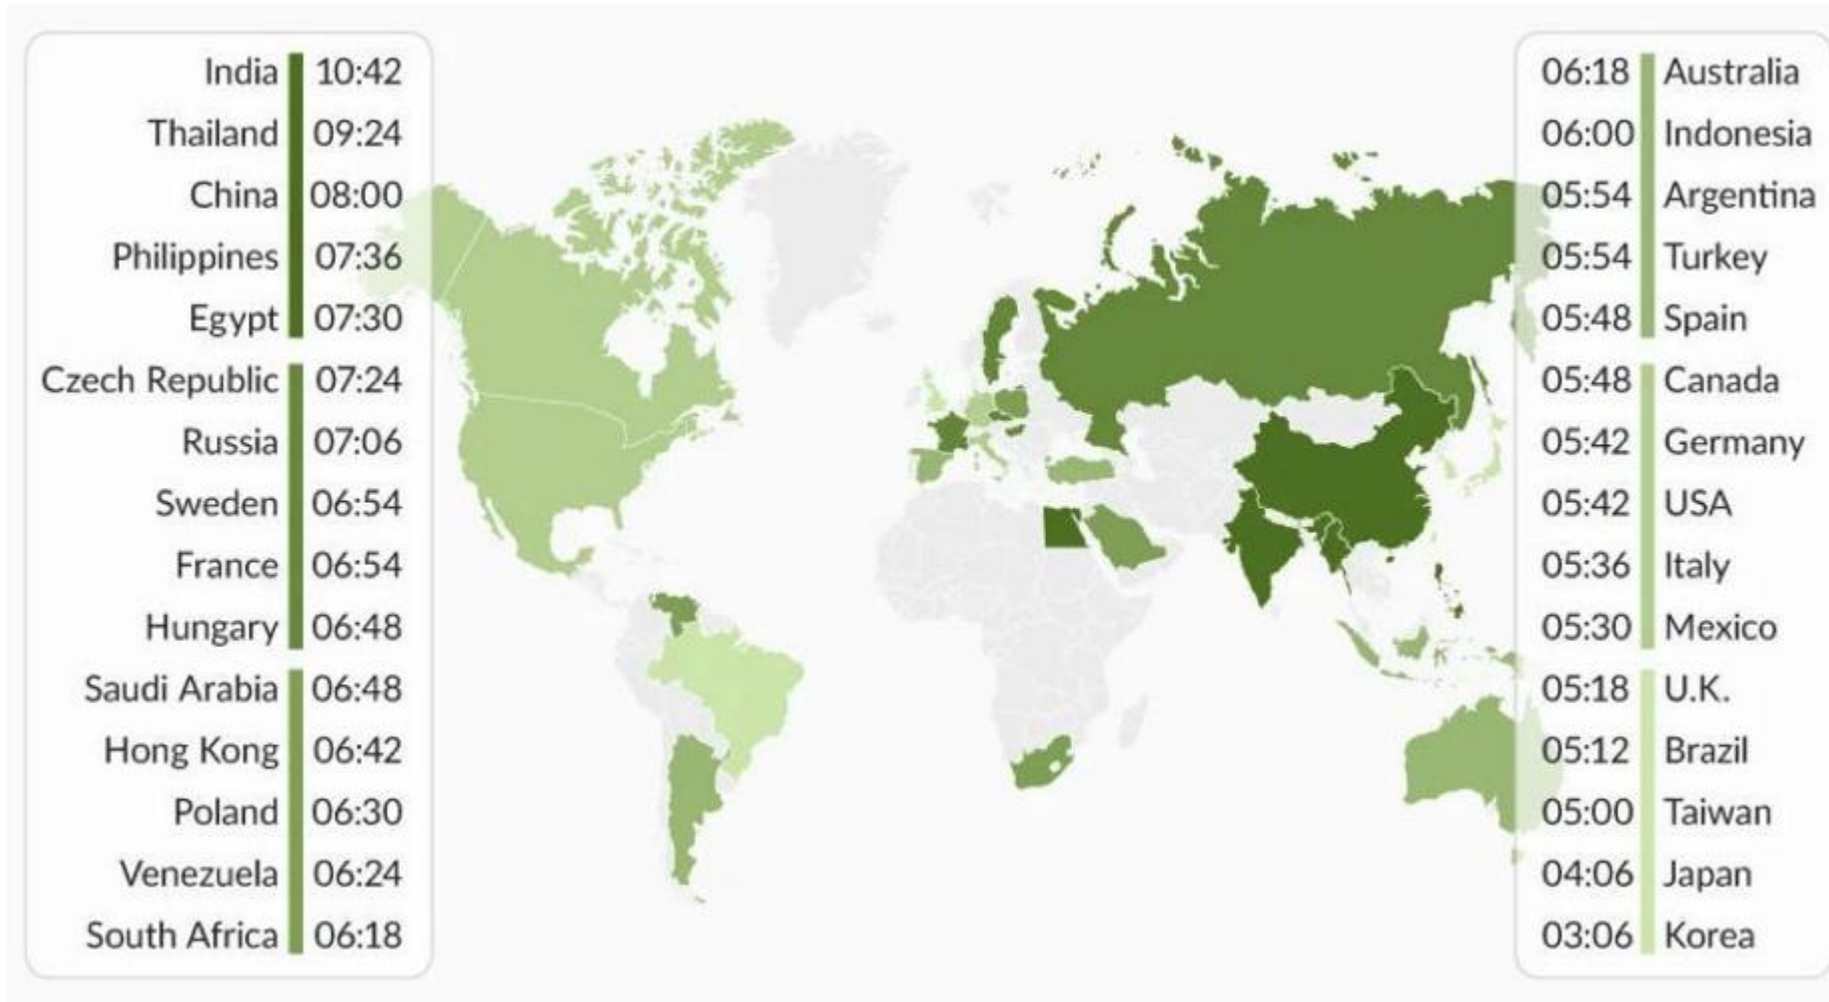 India 10:42
Thailand 09:24
China 08:00
Philippines 07:36
Egypt 07:30
Czech Republic 07:24
Russia 07:06
Sweden 06:54
France 06:54
Hungary 06:48
Saudi Arabia 06:48
Hong Kong 06:42
Poland 06:30
Venezuela 06:24
South Africa 06:18
06:18 Australia
06:00 Indonesia
05:54 Argentina
05:54 Turkey
05:48 Spain
05:48 Canada
05:42 Germany
05:42 USA
05:36 Italy
05:30 Mexico
05:18 U.K.
05:12 Brazil
05:00 Taiwan
04:06 Japan
03:06 Korea